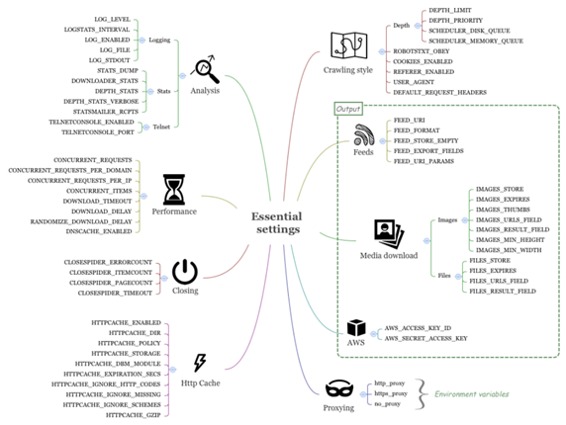 Essential
settings
Analysis
Logging
LOG_LEVEL
LOGSTATS_INTERVAL
LOG_ENABLED
LOG_FILE
LOG_STDOUT
Stats
STATS_DUMP
DOWNLOADER_STATS
DEPTH_STATS
DEPTH_STATS_VERBOSE
STATSMAILER_RCPTS
Telnet
TELNETCONSOLE_ENABLED
TELNETCONSOLE_PORT
Performance
CONCURRENT_REQUESTS
CONCURRENT_REQUESTS_PER_DOMAIN
CONCURRENT_REQUESTS_PER_IP
CONCURRENT_ITEMS
DOWNLOAD_TIMEOUT
DOWNLOAD_DELAY
RANDOMIZE_DOWNLOAD_DELAY
DNSCACHE_ENABLED
Closing
CLOSESPIDER_ERRORCOUNT
CLOSESPIDER_ITEMCOUNT
CLOSESPIDER_PAGECOUNT
CLOSESPIDER_TIMEOUT
Http Cache
HTTPCACHE_ENABLED
HTTPCACHE_DIR
HTTPCACHE_POLICY
HTTPCACHE_STORAGE
HTTPCACHE_DBM_MODULE
HTTPCACHE_EXPIRATION_SECS
HTTPCACHE_IGNORE_HTTP_CODES
HTTPCACHE_IGNORE_MISSING
HTTPCACHE_IGNORE_SCHEMES
HTTPCACHE_GZIP
Crawling style
Depth
DEPTH_LIMIT
DEPTH_PRIORITY
SCHEDULER_DISK_QUEUE
SCHEDULER_MEMORY_QUEUE
ROBOTSTXT_OBEY
COOKIES_ENABLED
REFERER_ENABLED
USER_AGENT
DEFAULT_REQUEST_HEADERS
Output
Feeds
FEED_URI
FEED_FORMAT
FEED_STORE_EMPTY
FEED_EXPORT_FIELDS
FEED_URI_PARAMS
Media download
Images
IMAGES_STORE
IMAGES_EXPIRES
IMAGES_THUMBS
IMAGES_URLS_FIELD
IMAGES_RESULT_FIELD
IMAGES_MIN_HEIGHT
IMAGES_MIN_WIDTH
Files
FILES_STORE
FILES_EXPIRES
FILES_URLS_FIELD
FILES_RESULT_FIELD
AWS
AWS_ACCESS_KEY_ID
AWS_SECRET_ACCESS_KEY
Proxying
http_proxy
https_proxy
no_proxy
Environment variables